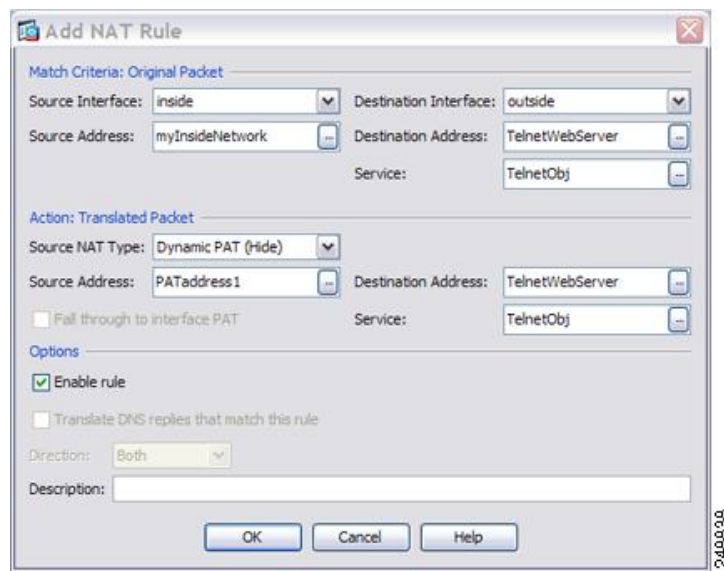 Add NAT Rule
Match Criteria: Original Packet
Source Interface: inside Destination Interface: outside
Source Address: myInsideNetwork ... Destination Address: TelnetWebServer ...
Service: TelnetObj ...
Action: Translated Packet
Source NAT Type: Dynamic PAT (Hide)
Source Address: PATaddress1 ... Destination Address: TelnetWebServer ...
Fall through to interface PAT Service: TelnetObj ...
Options
Enable rule
Translate DNS replies that match this rule
Direction: Both
Description:
OK Cancel Help
248838